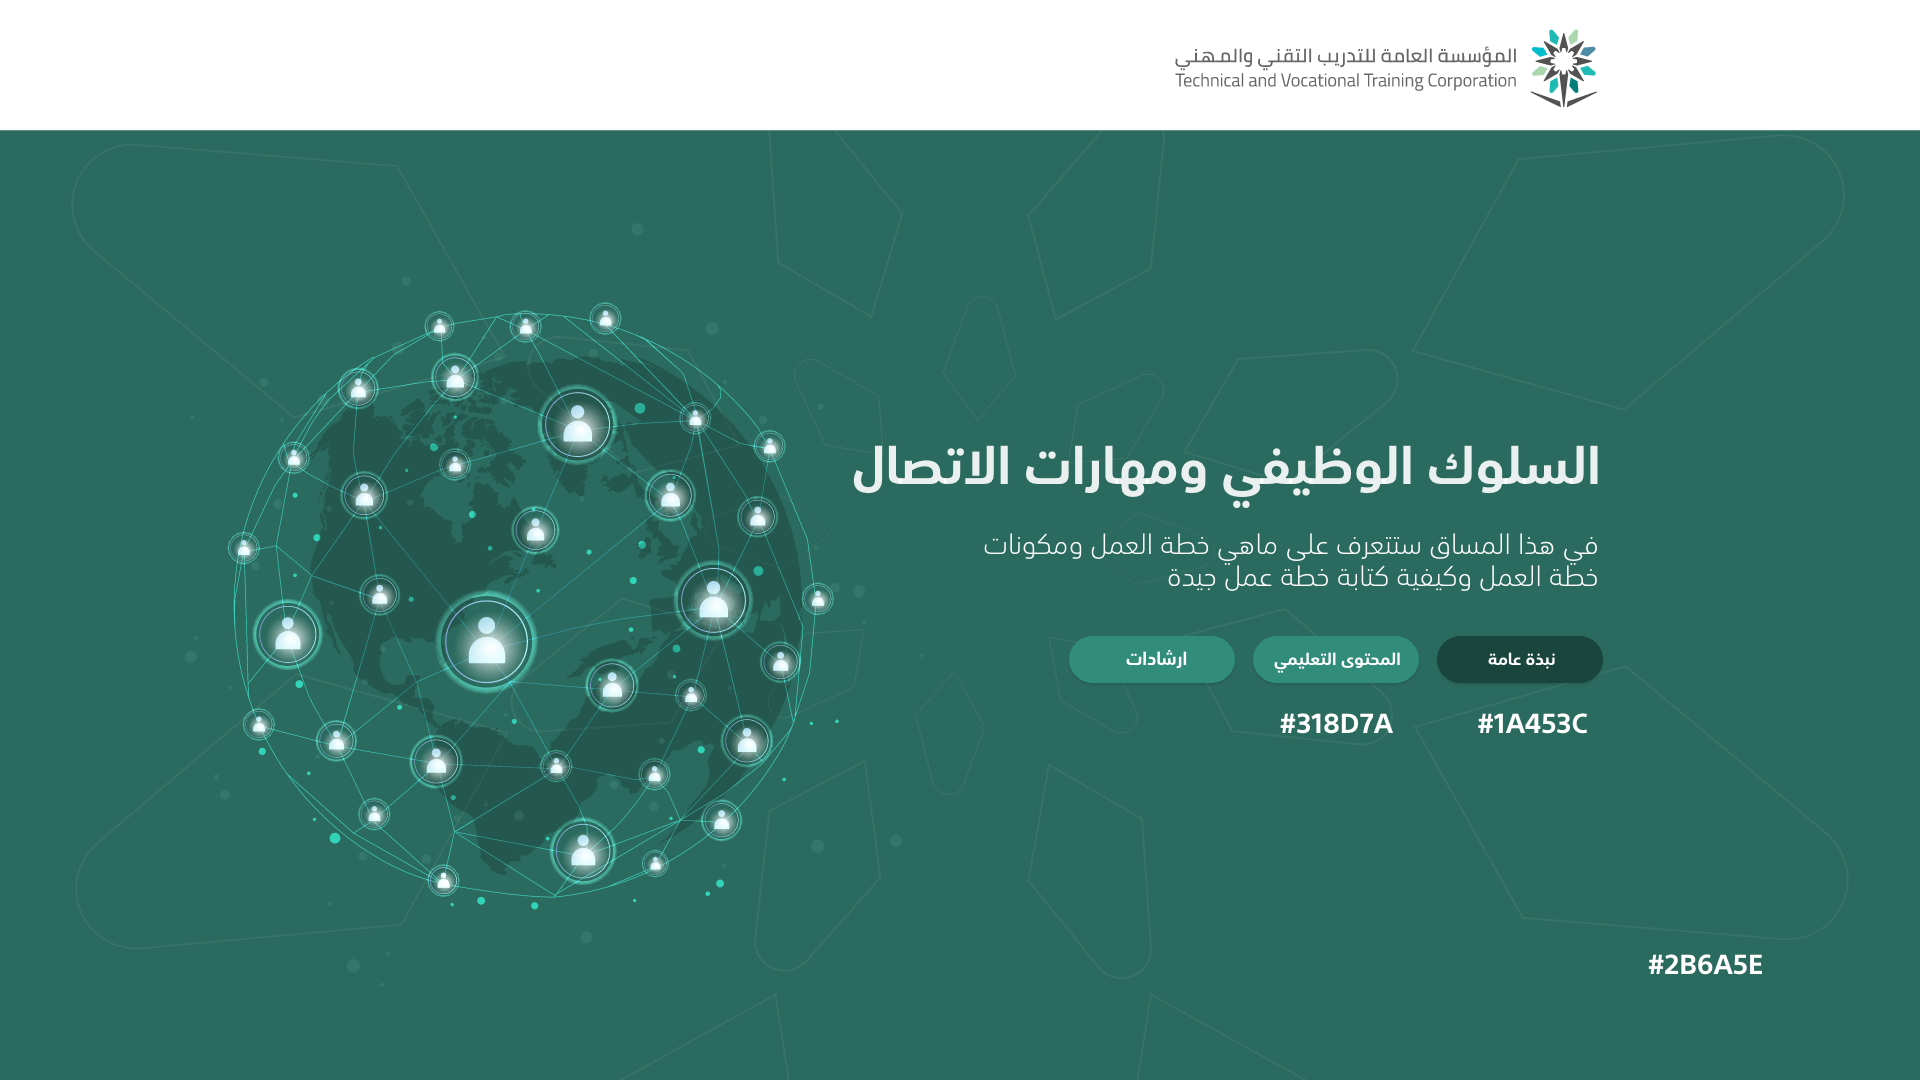 المؤسسة العامة للتدريب التقني والمهني
Technical and Vocational Training Corporation
السلوك الوظيفي ومهارات الاتصال
في هذا المساق ستتعرف على ماهي خطة العمل ومكونات
خطة العمل وكيفية كتابة خطة عمل جيدة
نبذة عامة
المحتوى التعليمي
ارشادات
#1A453C
#318D7A
#2B6A5E